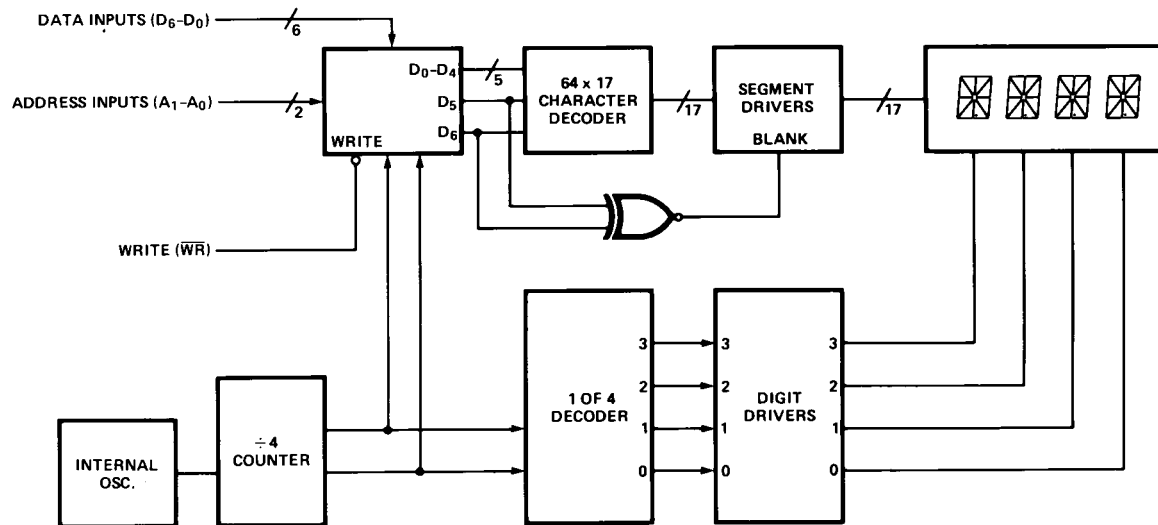 DATA INPUTS (D6–D0)
6
ADDRESS INPUTS (A1–A0)
2
WRITE
D0–D4
5
D5
D6
64 x 17
CHARACTER
DECODER
17
SEGMENT
DRIVERS
BLANK
17
WRITE (WR)
INTERNAL
OSC.
÷4
COUNTER
1 OF 4
DECODER
3
2
1
0
3
2
1
0
DIGIT
DRIVERS
3
2
1
0